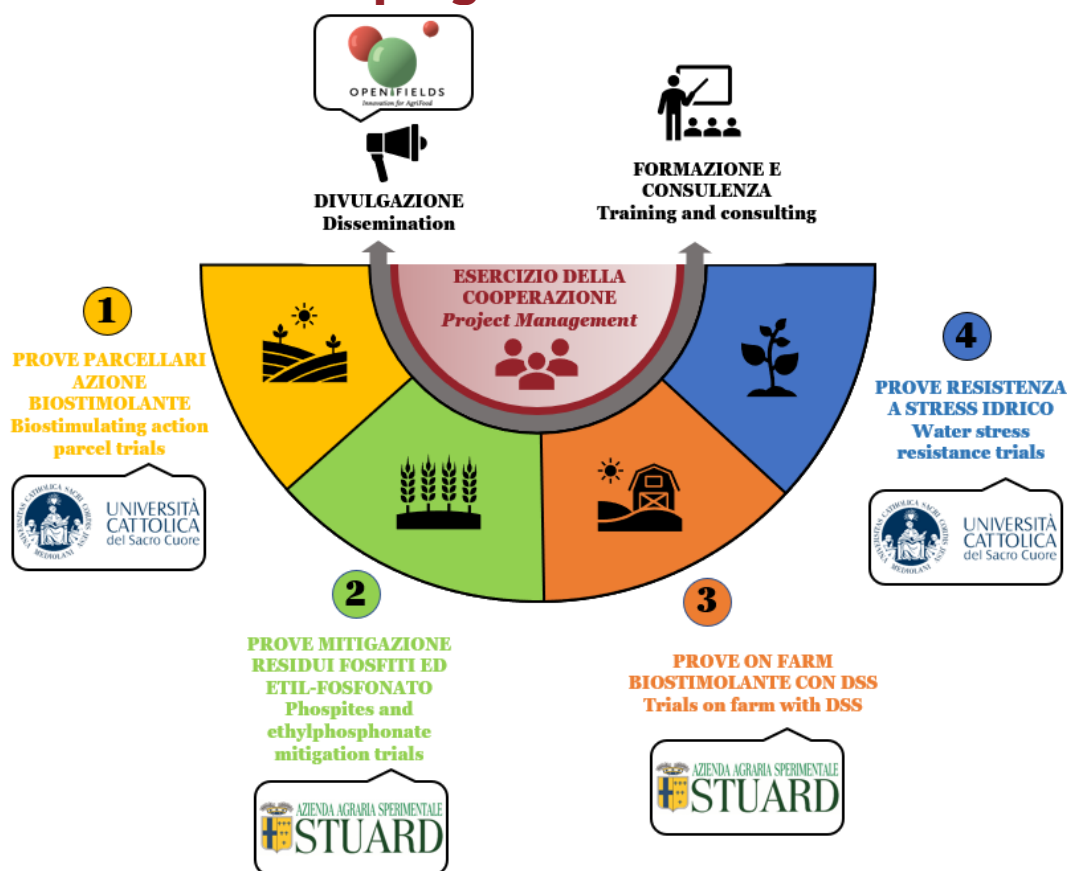 OPEN FIELDS
Innovation for AgriFood
DIVULGAZIONE
Dissemination
FORMAZIONE E
CONSULENZA
Training and consulting
ESERCIZIO DELLA
COOPERAZIONE
Project Management
1
PROVE PARCELLARI
AZIONE
BIOSTIMOLANTE
Biostimulating action
parcel trials
UNIVERSITÀ
CATTOLICA
del Sacro Cuore
2
PROVE MITIGAZIONE
RESIDUI FOSFITI ED
ETIL-FOSFONATO
Phospites and
ethylphosphonate
mitigation trials
AZIENDA AGRARIA SPERIMENTALE
STUARD
3
PROVE ON FARM
BIOSTIMOLANTE CON DSS
Trials on farm with DSS
AZIENDA AGRARIA SPERIMENTALE
STUARD
4
PROVE RESISTENZA
A STRESS IDRICO
Water stress
resistance trials
UNIVERSITÀ
CATTOLICA
del Sacro Cuore